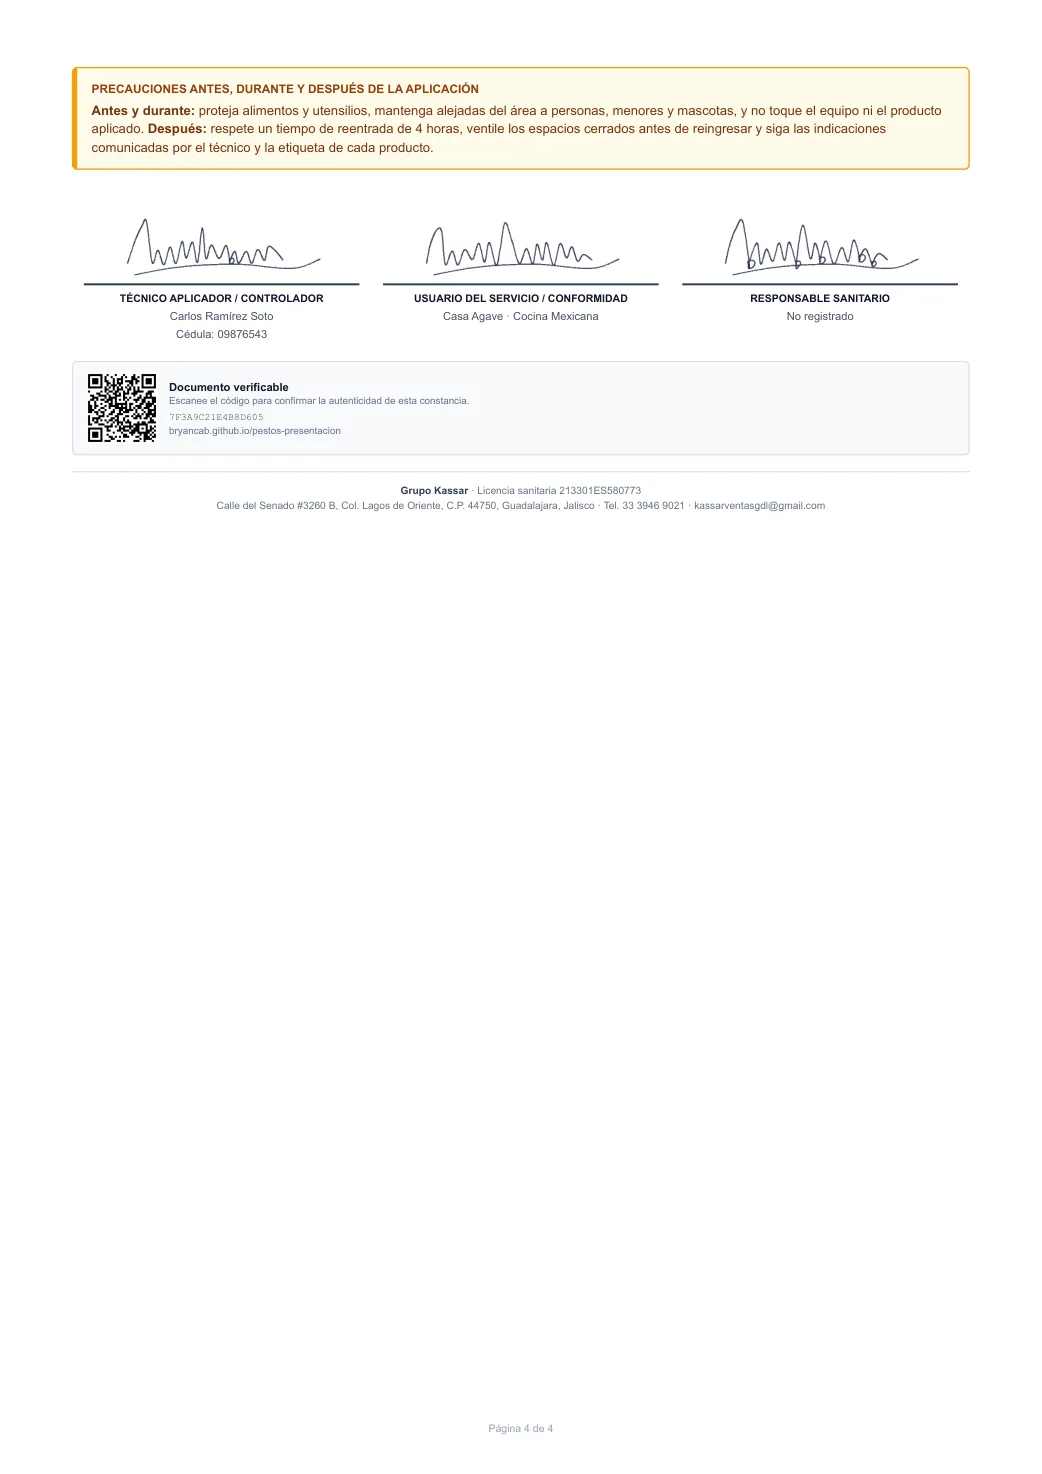 PRECAUCIONES ANTES, DURANTE Y DESPUÉS DE LA APLICACIÓN
Antes y durante: proteja alimentos y utensilios, mantenga alejadas del área a personas, menores y mascotas, y no toque el equipo ni el producto
aplicado. Después: respete un tiempo de reentrada de 4 horas, ventile los espacios cerrados antes de reingresar y siga las indicaciones
comunicadas por el técnico y la etiqueta de cada producto.
TÉCNICO APLICADOR / CONTROLADOR
Carlos Ramírez Soto
Cédula: 09876543
USUARIO DEL SERVICIO / CONFORMIDAD
Casa Agave · Cocina Mexicana
RESPONSABLE SANITARIO
No registrado
Documento verificable
Escanee el código para confirmar la autenticidad de esta constancia.
7F3A9C21E4B8D605
bryancab.github.io/pestos-presentacion
Grupo Kassar · Licencia sanitaria 213301ES580773
Calle del Senado #3260 B, Col. Lagos de Oriente, C.P. 44750, Guadalajara, Jalisco · Tel. 33 3946 9021 · kassarventasgdl@gmail.com
Página 4 de 4